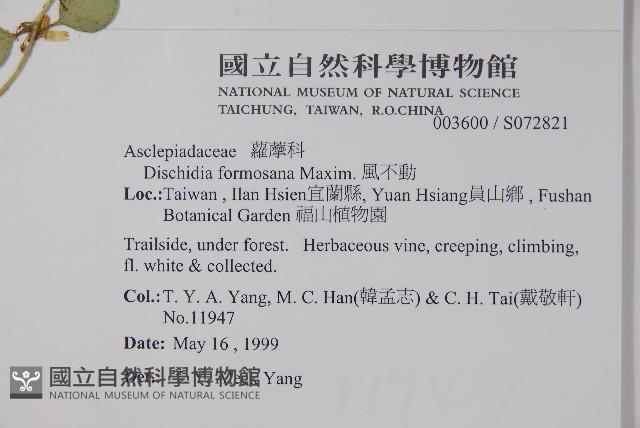 國立自然科學博物館
NATIONAL MUSEUM OF NATURAL SCIENCE
TAICHUNG, TAIWAN, R.O.CHINA
003600 / S072821
Asclepiadaceae 蘿藦科
Dischidia formosana Maxim. 風不動
Loc.:Taiwan , Ilan Hsien宜蘭縣, Yuan Hsiang員山鄉 , Fushan
Botanical Garden 福山植物園
Trailside, under forest. Herbaceous vine, creeping, climbing,
fl. white & collected.
Col.:T. Y. A. Yang, M. C. Han(韓孟志) & C. H. Tai(戴敬軒)
No.11947
Date: May 16 , 1999
Yang
國立自然科學博物館
NATIONAL MUSEUM OF NATURAL SCIENCE
11947